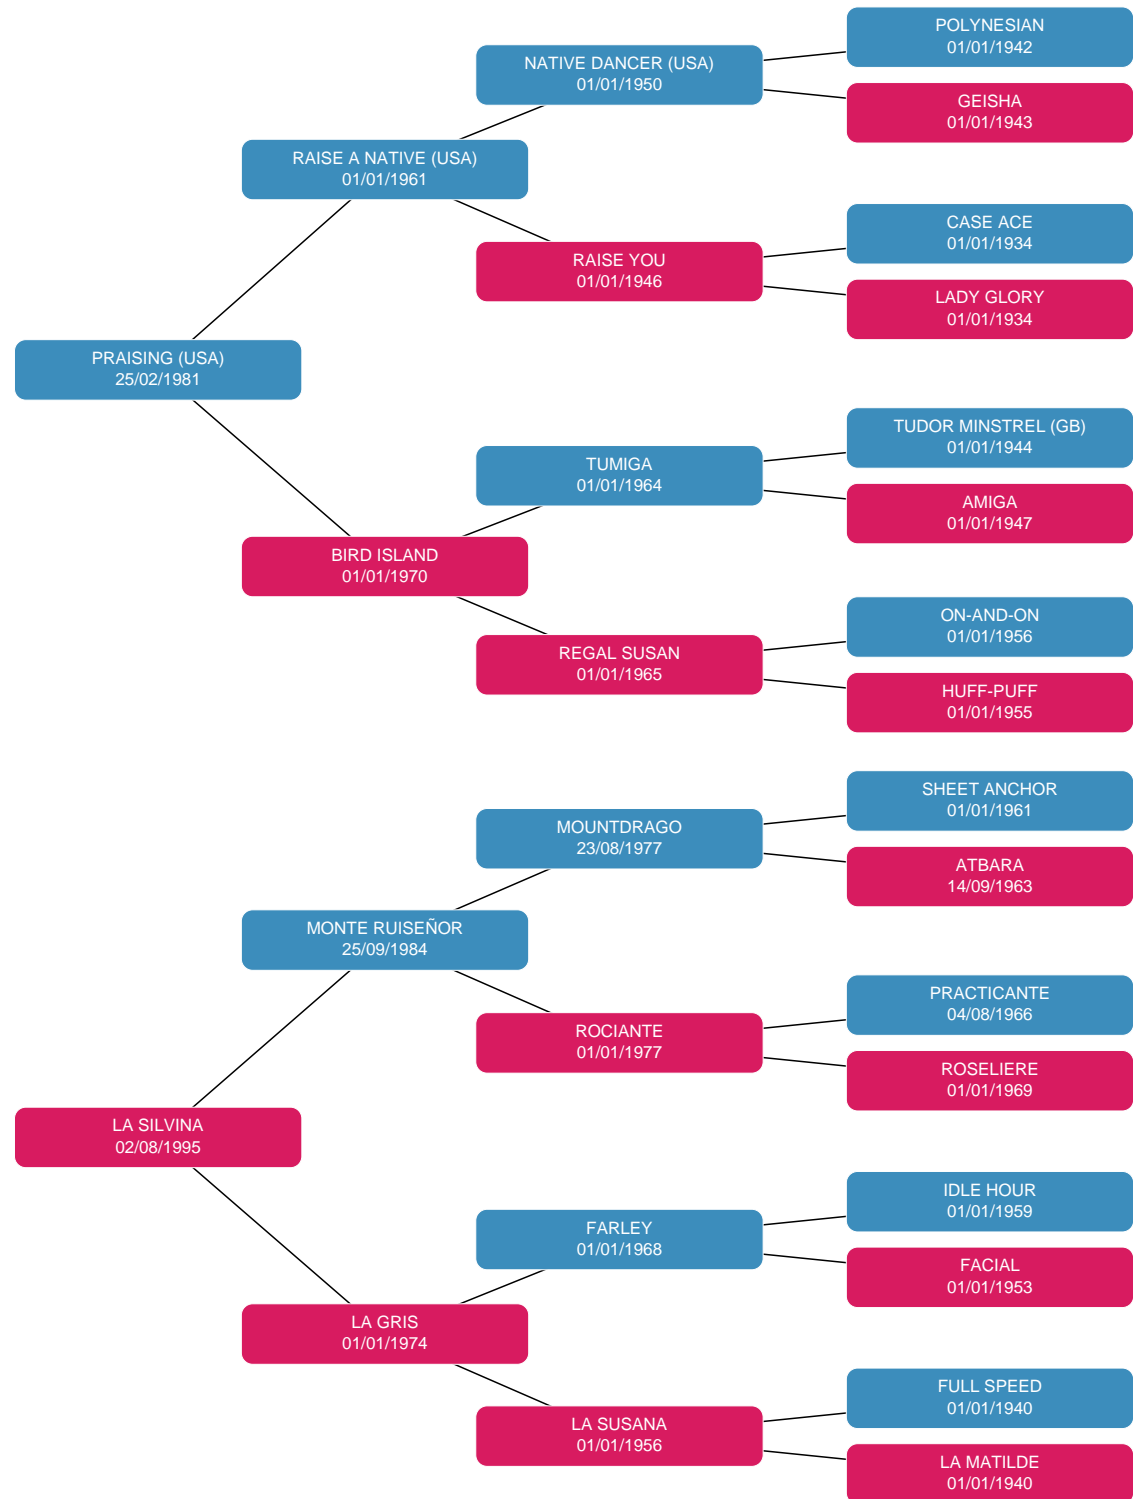 POLYNESIAN
01/01/1942
NATIVE DANCER (USA)
01/01/1950
GEISHA
01/01/1943
RAISE A NATIVE (USA)
01/01/1961
CASE ACE
01/01/1934
RAISE YOU
01/01/1946
LADY GLORY
01/01/1934
PRAISING (USA)
25/02/1981
TUDOR MINSTREL (GB)
01/01/1944
TUMIGA
01/01/1964
AMIGA
01/01/1947
BIRD ISLAND
01/01/1970
ON-AND-ON
01/01/1956
REGAL SUSAN
01/01/1965
HUFF-PUFF
01/01/1955
SHEET ANCHOR
01/01/1961
MOUNTDRAGO
23/08/1977
ATBARA
14/09/1963
MONTE RUISEÑOR
25/09/1984
PRACTICANTE
04/08/1966
ROCIANTE
01/01/1977
ROSELIERE
01/01/1969
LA SILVINA
02/08/1995
IDLE HOUR
01/01/1959
FARLEY
01/01/1968
FACIAL
01/01/1953
LA GRIS
01/01/1974
FULL SPEED
01/01/1940
LA SUSANA
01/01/1956
LA MATILDE
01/01/1940